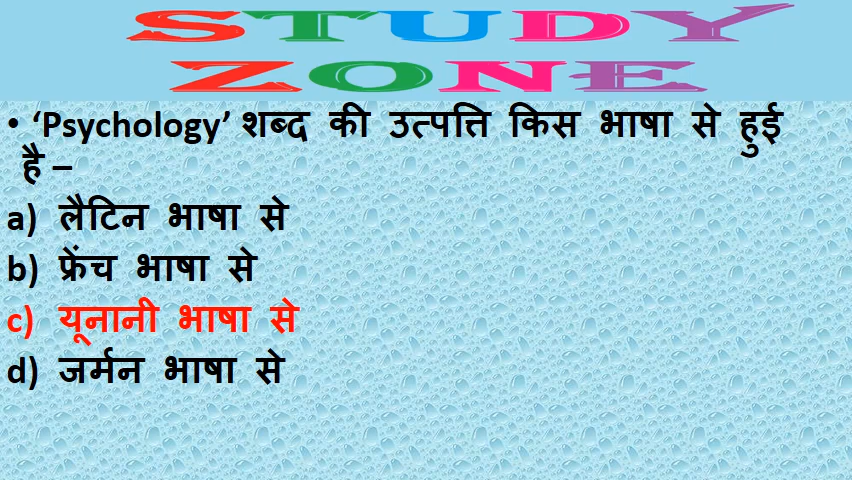 STUDY
ZONE
• ‘Psychology’ शब्द की उत्पत्ति किस भाषा से हुई
है –
a) लैटिन भाषा से
b) फ्रेंच भाषा से
c) यूनानी भाषा से
d) जर्मन भाषा से